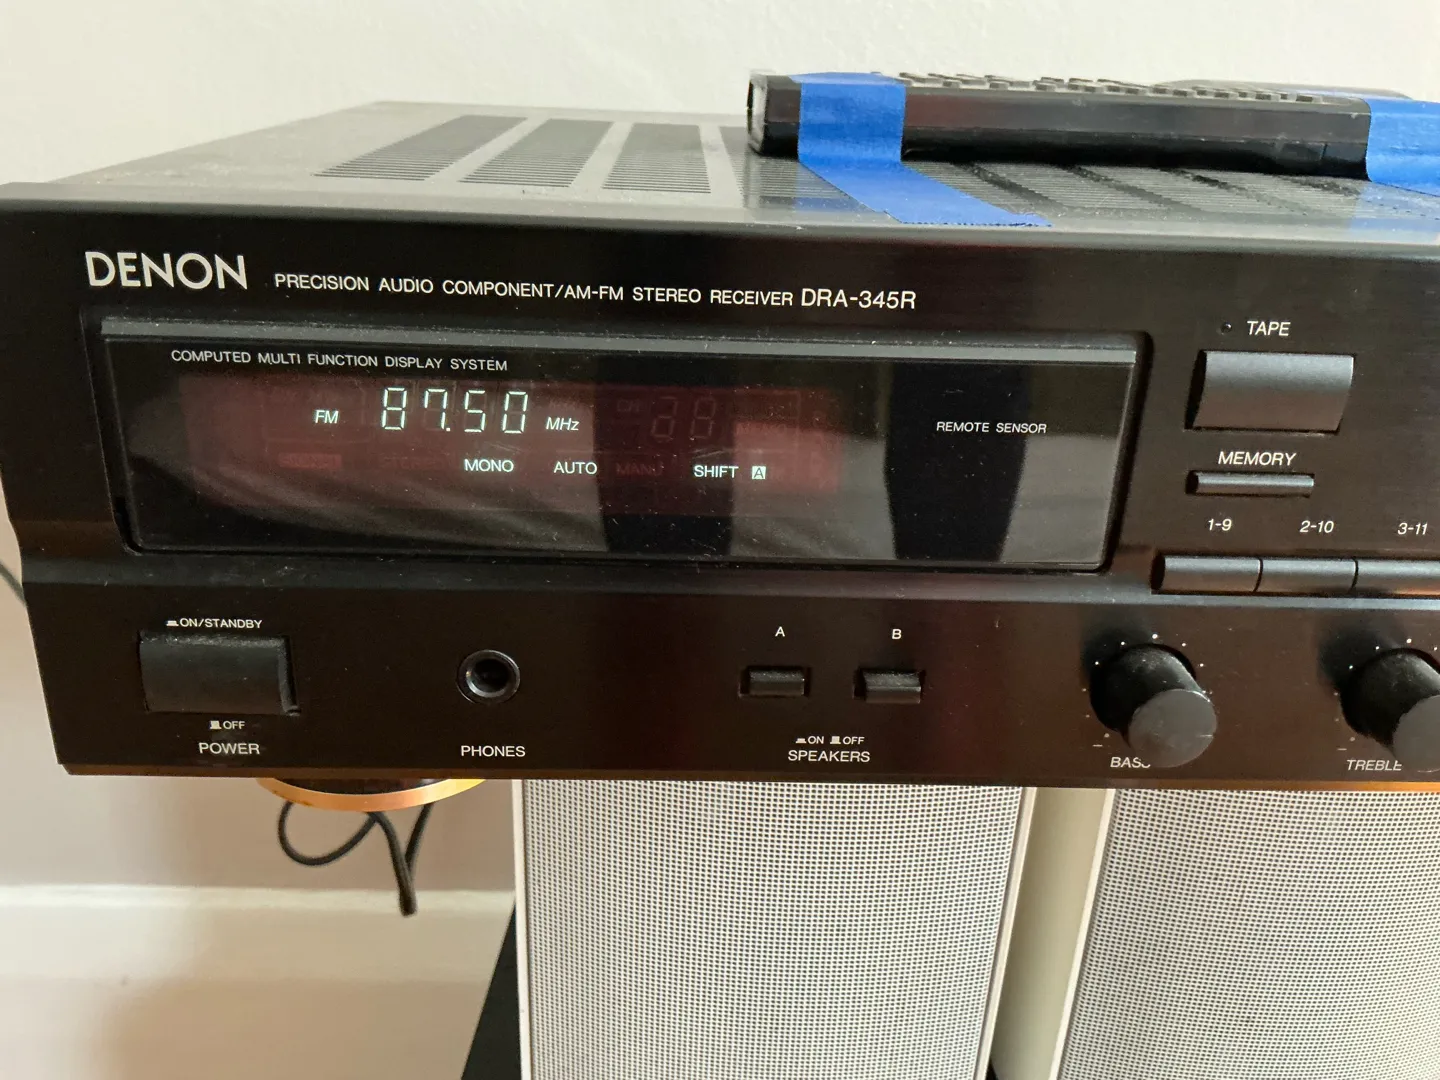 DENON PRECISION AUDIO COMPONENT/AM-FM STEREO RECEIVER DRA-345R
COMPUTED MULTI FUNCTION DISPLAY SYSTEM
FM 87.50 MHz
MONO AUTO SHIFT A
REMOTE SENSOR
TAPE
MEMORY
1-9 2-10 3-11
ON/STANDBY
OFF
POWER
PHONES
A B
ON OFF
SPEAKERS
BASS
TREBLE